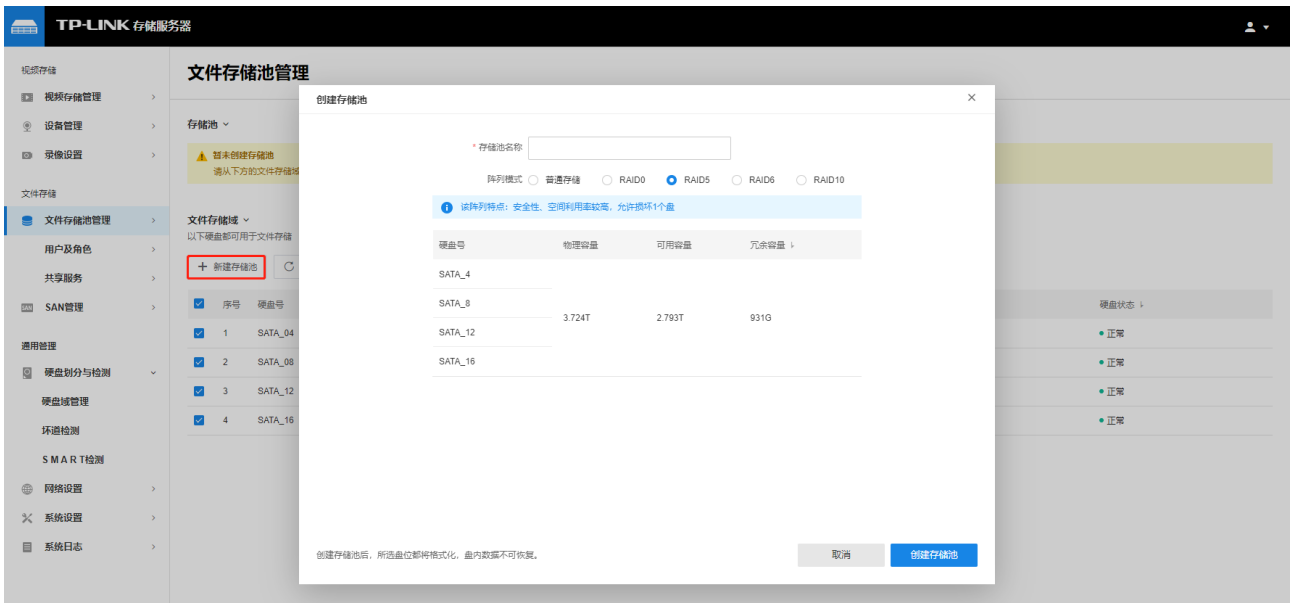 TP-LINK 存储服务器
视频存储
视频存储管理
设备管理
录像设置
文件存储
文件存储池管理
用户及角色
共享服务
SAN管理
通用管理
硬盘划分与检测
硬盘域管理
坏道检测
S M A R T检测
网络设置
系统设置
系统日志
文件存储池管理
存储池
暂未创建存储池
请从下方的文件存储域
文件存储域
以下硬盘都可用于文件存储
新建存储池
序号 硬盘号 硬盘状态
1 SATA_04 正常
2 SATA_08 正常
3 SATA_12 正常
4 SATA_16 正常
创建存储池
* 存储池名称
阵列模式 普通存储 RAID0 RAID5 RAID6 RAID10
该阵列特点：安全性、空间利用率较高，允许损坏1个盘
硬盘号 物理容量 可用容量 冗余容量
SATA_4
SATA_8
3.724T 2.793T 931G
SATA_12
SATA_16
创建存储池后，所选盘位都将格式化，盘内数据不可恢复。
取消 创建存储池